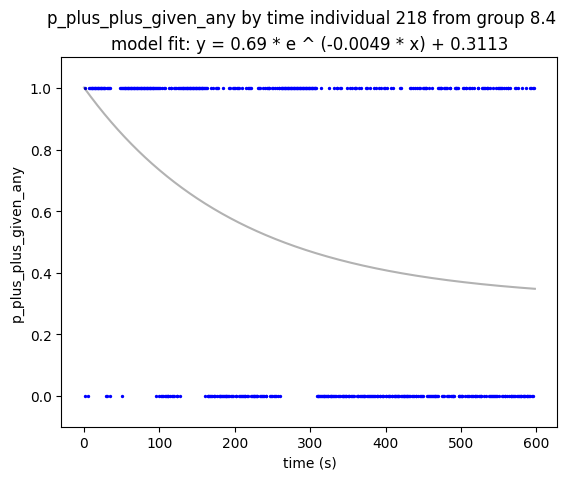 p_plus_plus_given_any by time individual 218 from group 8.4
model fit: y = 0.69 * e ^ (-0.0049 * x) + 0.3113
1.0
0.8
0.6
0.4
0.2
0.0
p_plus_plus_given_any
0 100 200 300 400 500 600
time (s)